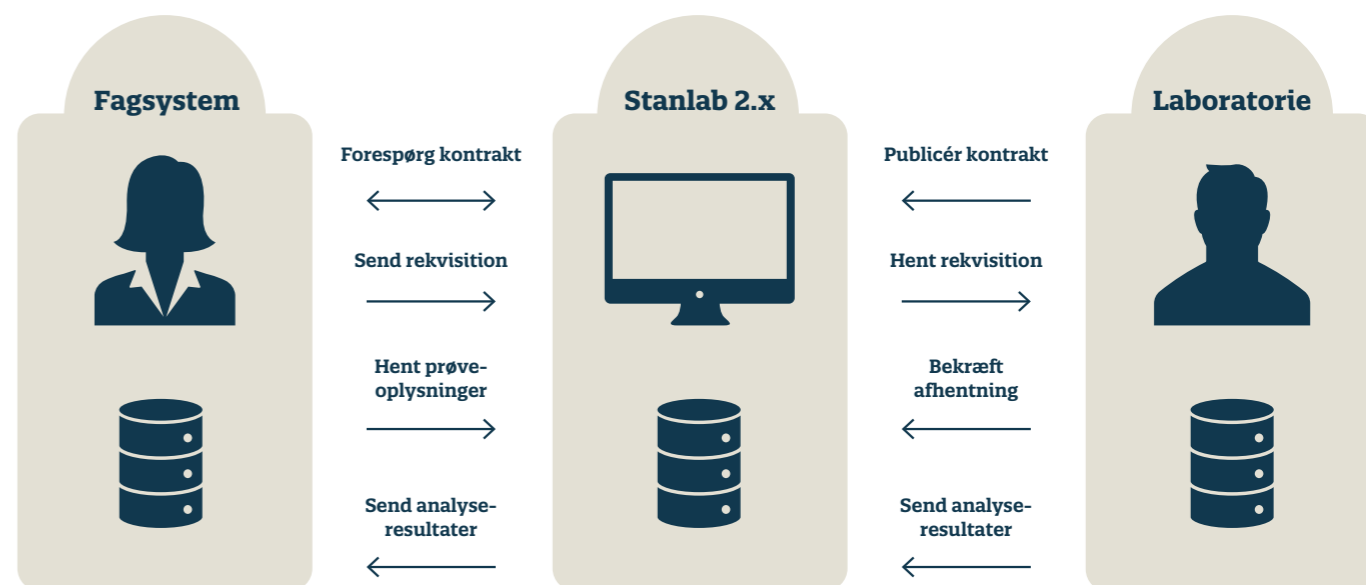 Fagsystem
Stanlab 2.x
Laboratorie
Forespørg kontrakt
Publicér kontrakt
Send rekvisition
Hent rekvisition
Hent prøve-
oplysninger
Bekræft
afhentning
Send analyse-
resultater
Send analyse-
resultater